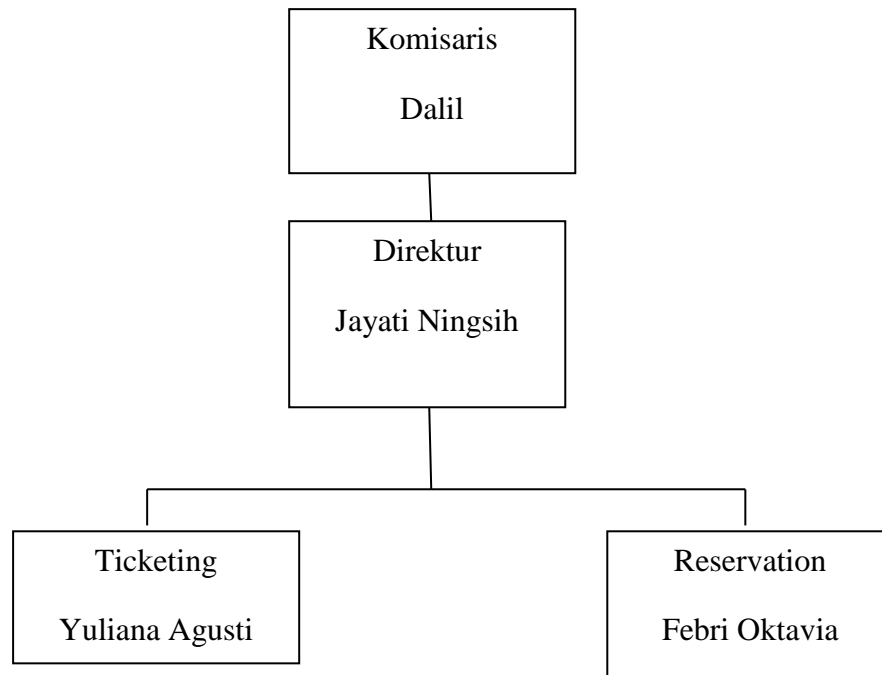 Komisaris
Dalil
Direktur
Jayati Ningsih
Ticketing
Yuliana Agusti
Reservation
Febri Oktavia